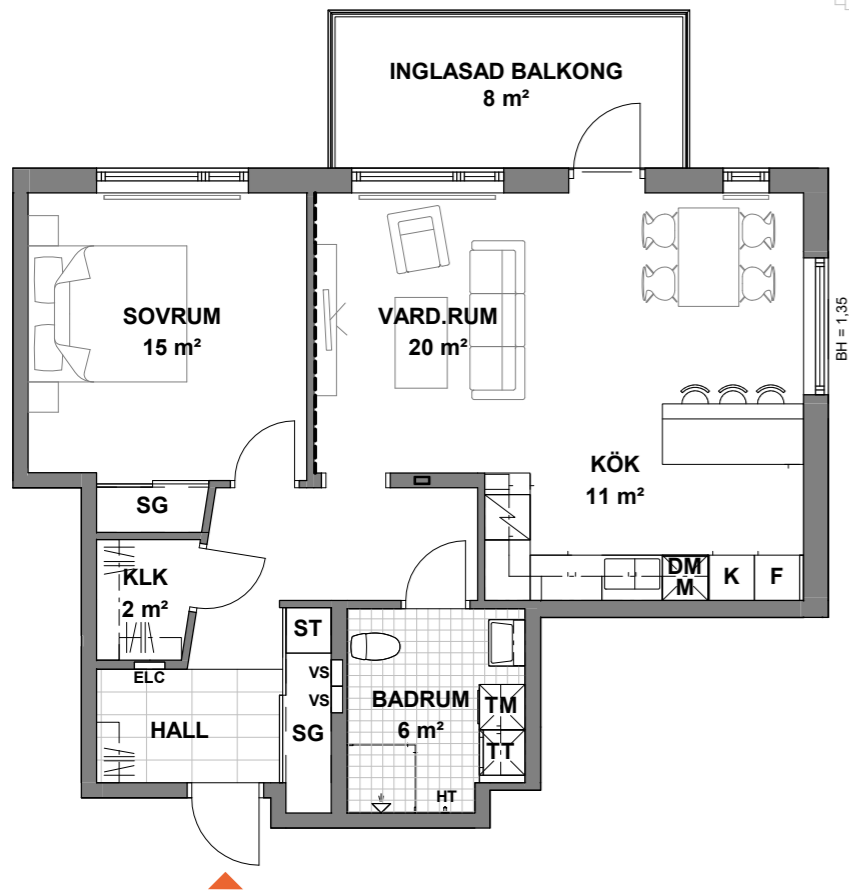 INGLASAD BALKONG
8 m²
SOVRUM
15 m²
VARD.RUM
20 m²
BH = 1,35
KÖK
11 m²
SG
KLK
2 m²
DM
M
K
F
ST
ELC
VS
VS
SG
HALL
BADRUM
6 m²
TM
TT
HT